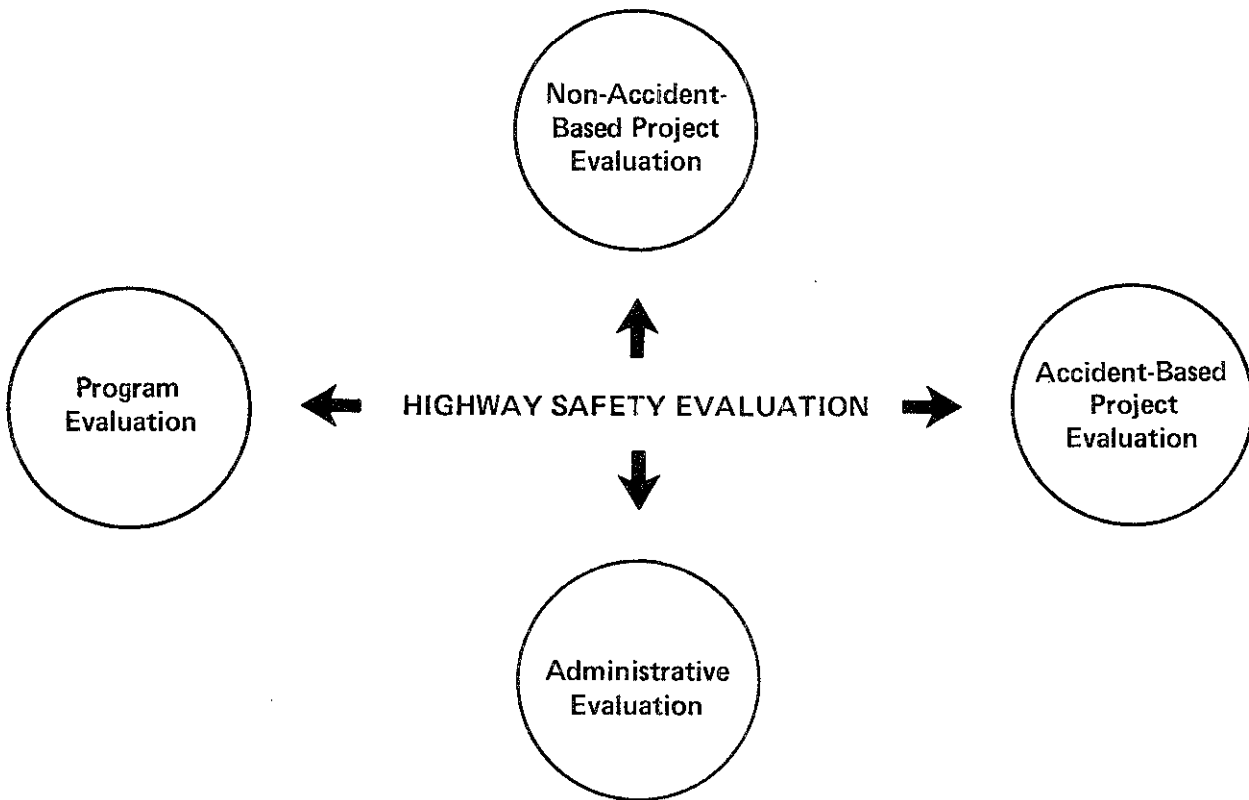 Non-Accident-
Based Project
Evaluation
Program
Evaluation
HIGHWAY SAFETY EVALUATION
Accident-Based
Project
Evaluation
Administrative
Evaluation